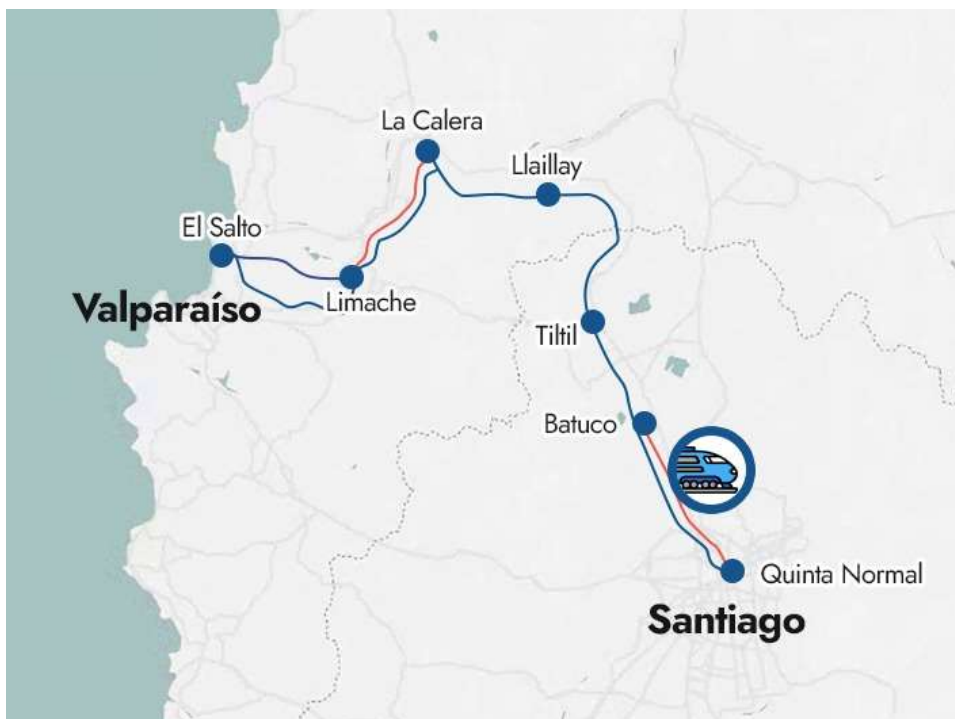 La Calera
Llaillay
El Salto
Valparaíso
Limache
Tiltil
Batuco
Quinta Normal
Santiago